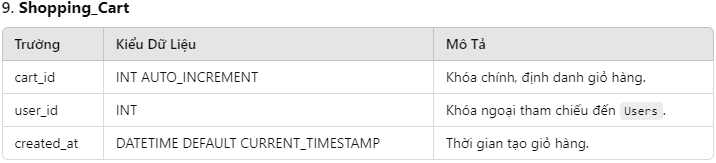 9. Shopping_Cart
Trường Kiểu Dữ Liệu Mô Tả
cart_id INT AUTO_INCREMENT Khóa chính, định danh giỏ hàng.
user_id INT Khóa ngoại tham chiếu đến Users.
created_at DATETIME DEFAULT CURRENT_TIMESTAMP Thời gian tạo giỏ hàng.